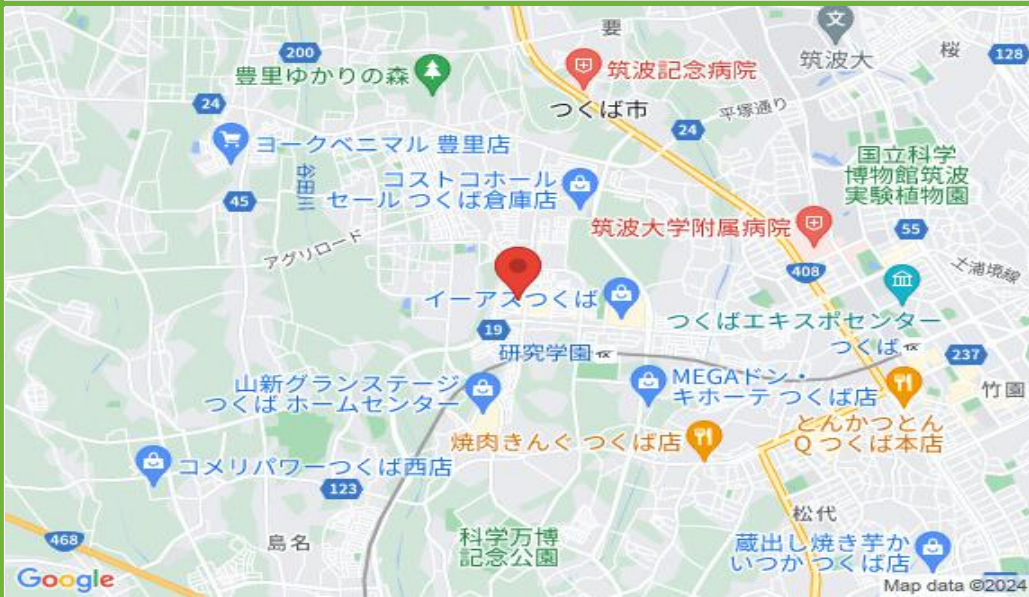 要
文
筑波大
桜
128
200
豊里ゆかりの森
筑波記念病院
つくば市
平塚通り
24
24
ヨークベニマル 豊里店
谷田川
国立科学
博物館筑波
実験植物園
コストコホール
セール つくば倉庫店
45
筑波大学附属病院
55
アグリロード
408
土浦境線
イーアスつくば
つくばエキスポセンター
19
研究学園
つくば
237
山新グランステージ
つくば ホームセンター
MEGAドン・
キホーテ つくば店
竹園
とんかつとん
Q つくば本店
焼肉きんぐ つくば店
コメリパワーつくば西店
123
松代
468
島名
科学万博
記念公園
蔵出し焼き芋か
いつか つくば店
Google
Map data ©2024